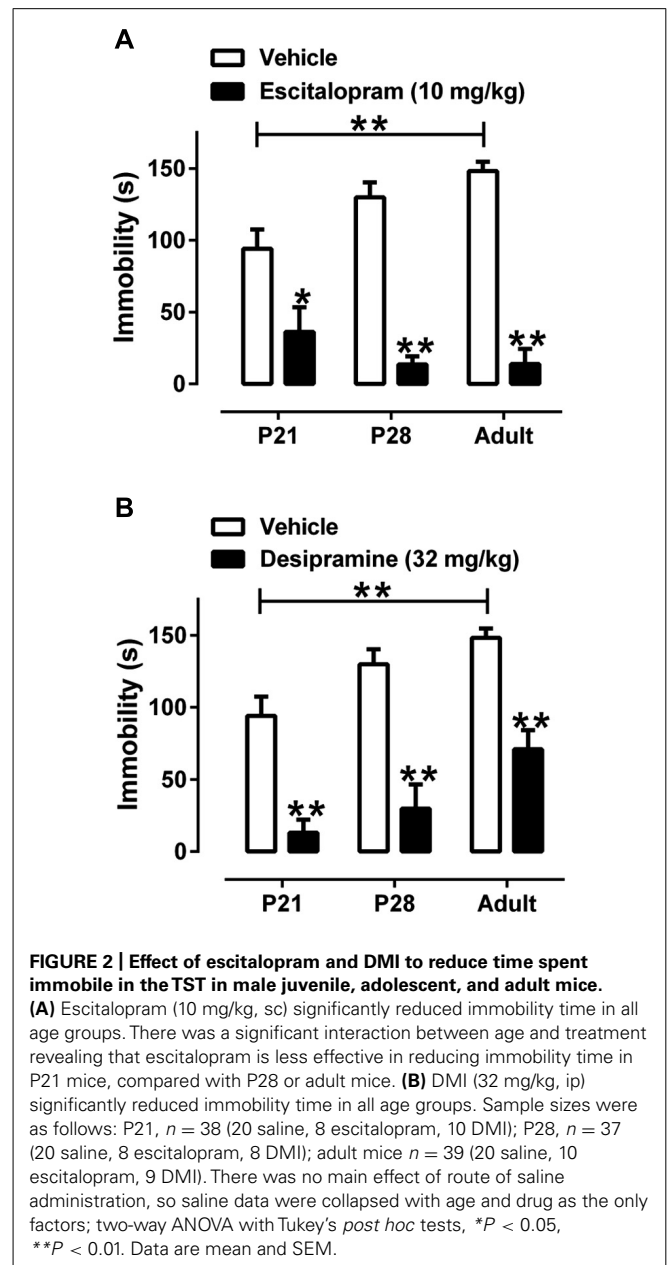 A
Vehicle
Escitalopram (10 mg/kg)
**
Immobility (s)
150
100
50
0
*
**
**
P21 P28 Adult
B
Vehicle
Desipramine (32 mg/kg)
**
Immobility (s)
150
100
50
0
**
**
**
P21 P28 Adult
FIGURE 2 | Effect of escitalopram and DMI to reduce time spent
immobile in the TST in male juvenile, adolescent, and adult mice.
(A) Escitalopram (10 mg/kg, sc) significantly reduced immobility time in all
age groups. There was a significant interaction between age and treatment
revealing that escitalopram is less effective in reducing immobility time in
P21 mice, compared with P28 or adult mice. (B) DMI (32 mg/kg, ip)
significantly reduced immobility time in all age groups. Sample sizes were
as follows: P21, n = 38 (20 saline, 8 escitalopram, 10 DMI); P28, n = 37
(20 saline, 8 escitalopram, 8 DMI); adult mice n = 39 (20 saline, 10
escitalopram, 9 DMI). There was no main effect of route of saline
administration, so saline data were collapsed with age and drug as the only
factors; two-way ANOVA with Tukey's post hoc tests, *P < 0.05,
**P < 0.01. Data are mean and SEM.